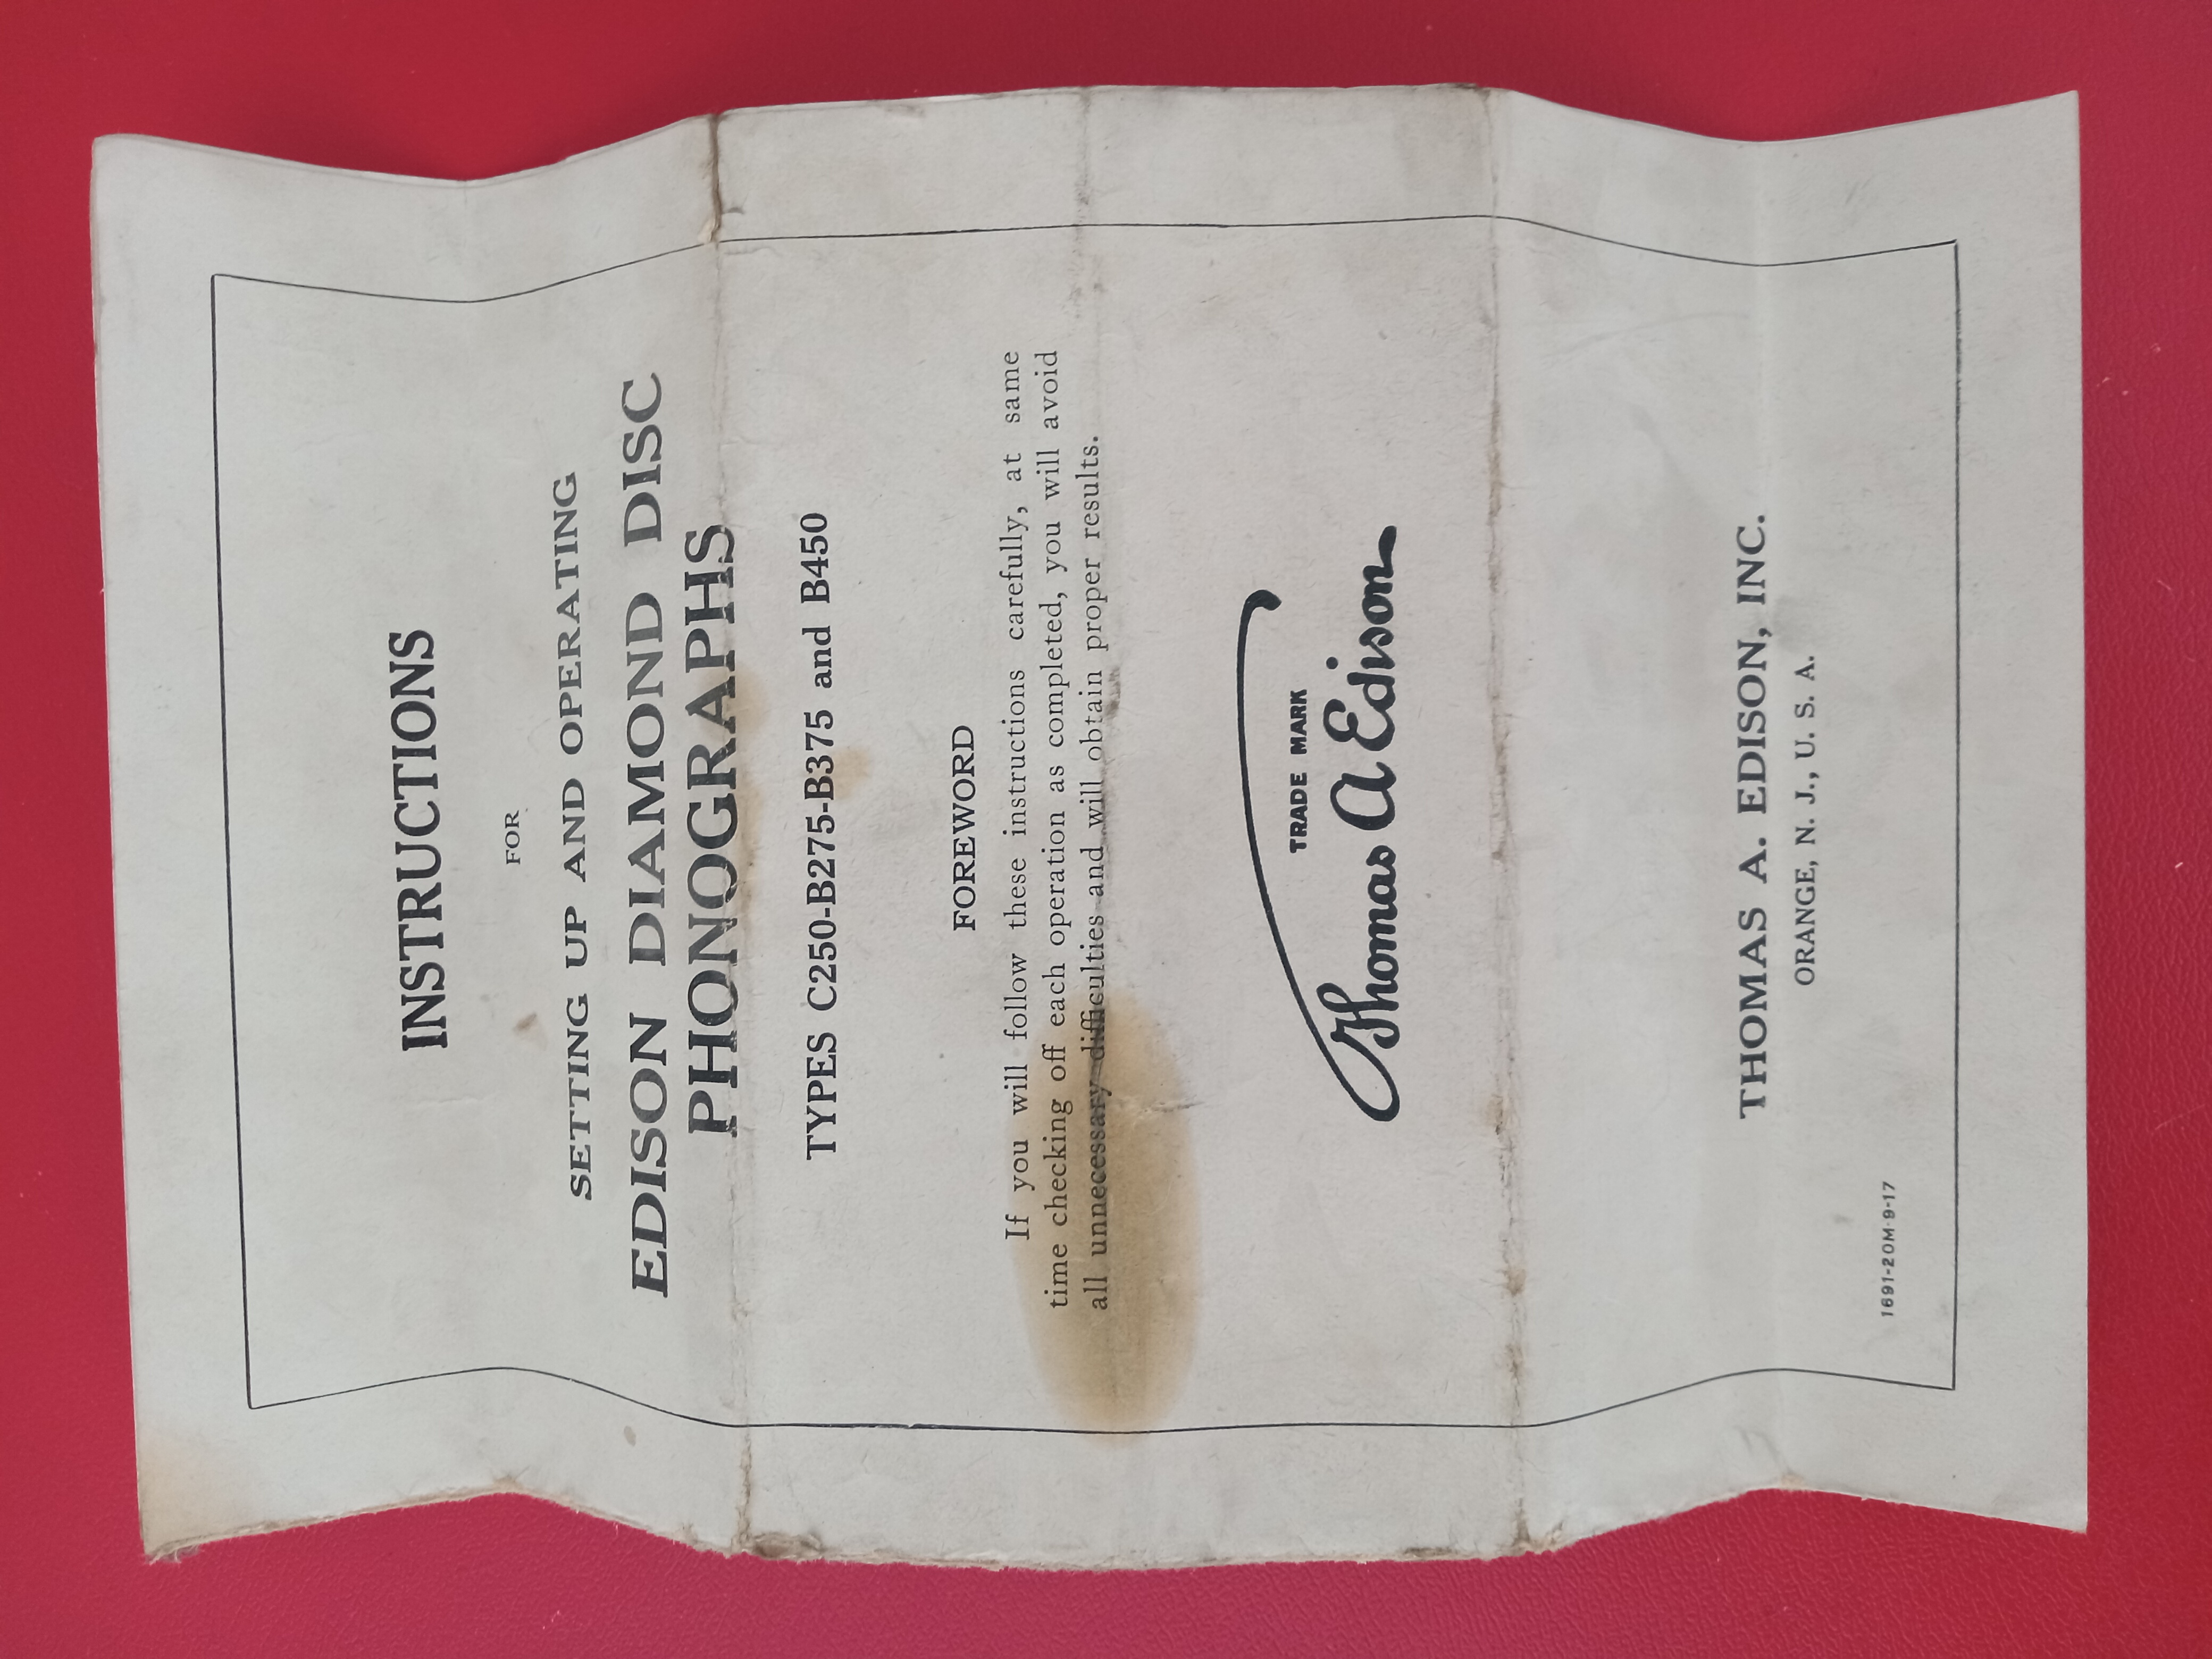 INSTRUCTIONS
FOR
SETTING UP AND OPERATING
EDISON DIAMOND DISC
PHONOGRAPHS
TYPES C250-B275-B375 and B450
FOREWORD
If you will follow these instructions carefully, at same
time checking off each operation as completed, you will avoid
all unnecessary difficulties and will obtain proper results.
TRADE MARK
Thomas A Edison
THOMAS A. EDISON, INC.
ORANGE, N. J., U. S. A.
1691-20M-9-17